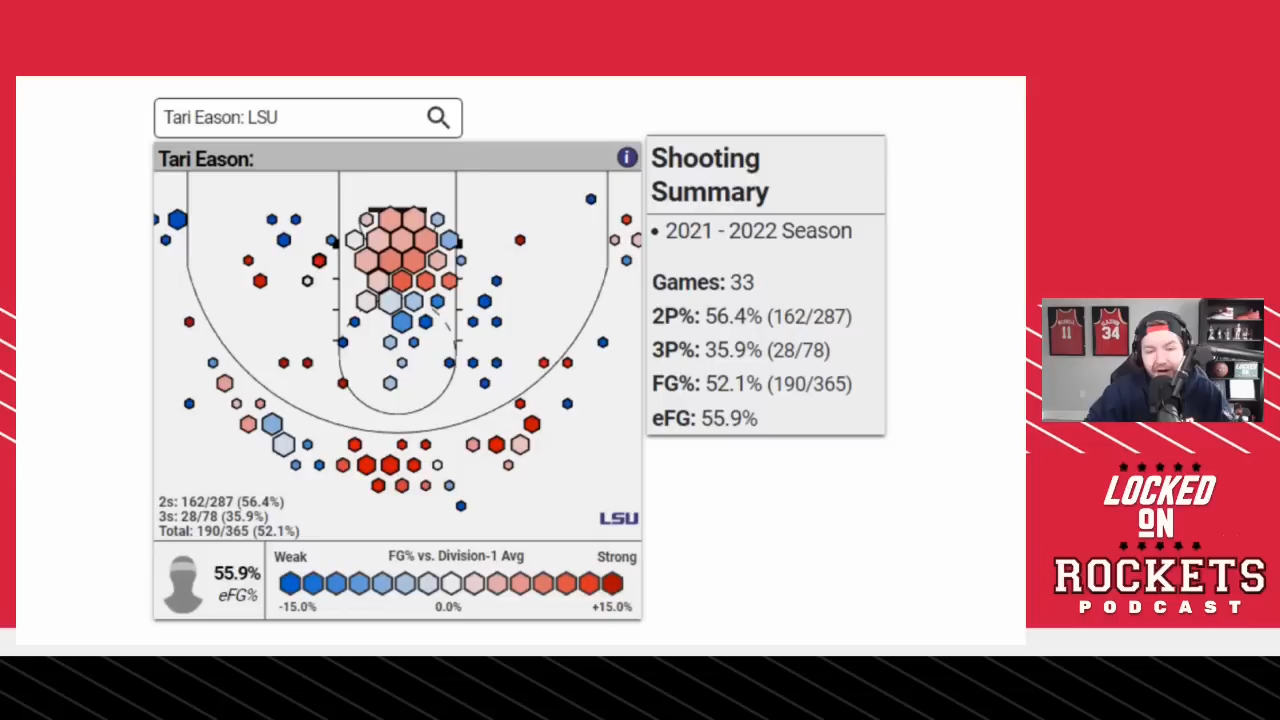 Tari Eason: LSU
Tari Eason:
i
Shooting
Summary
• 2021 - 2022 Season
Games: 33
2P%: 56.4% (162/287)
3P%: 35.9% (28/78)
FG%: 52.1% (190/365)
eFG: 55.9%
2s: 162/287 (56.4%)
3s: 28/78 (35.9%)
Total: 190/365 (52.1%)
LSU
55.9%
eFG%
Weak
FG% vs. Division-1 Avg
Strong
-15.0%
0.0%
+15.0%
11
34
LOCKED
ON
ROCKETS
PODCAST